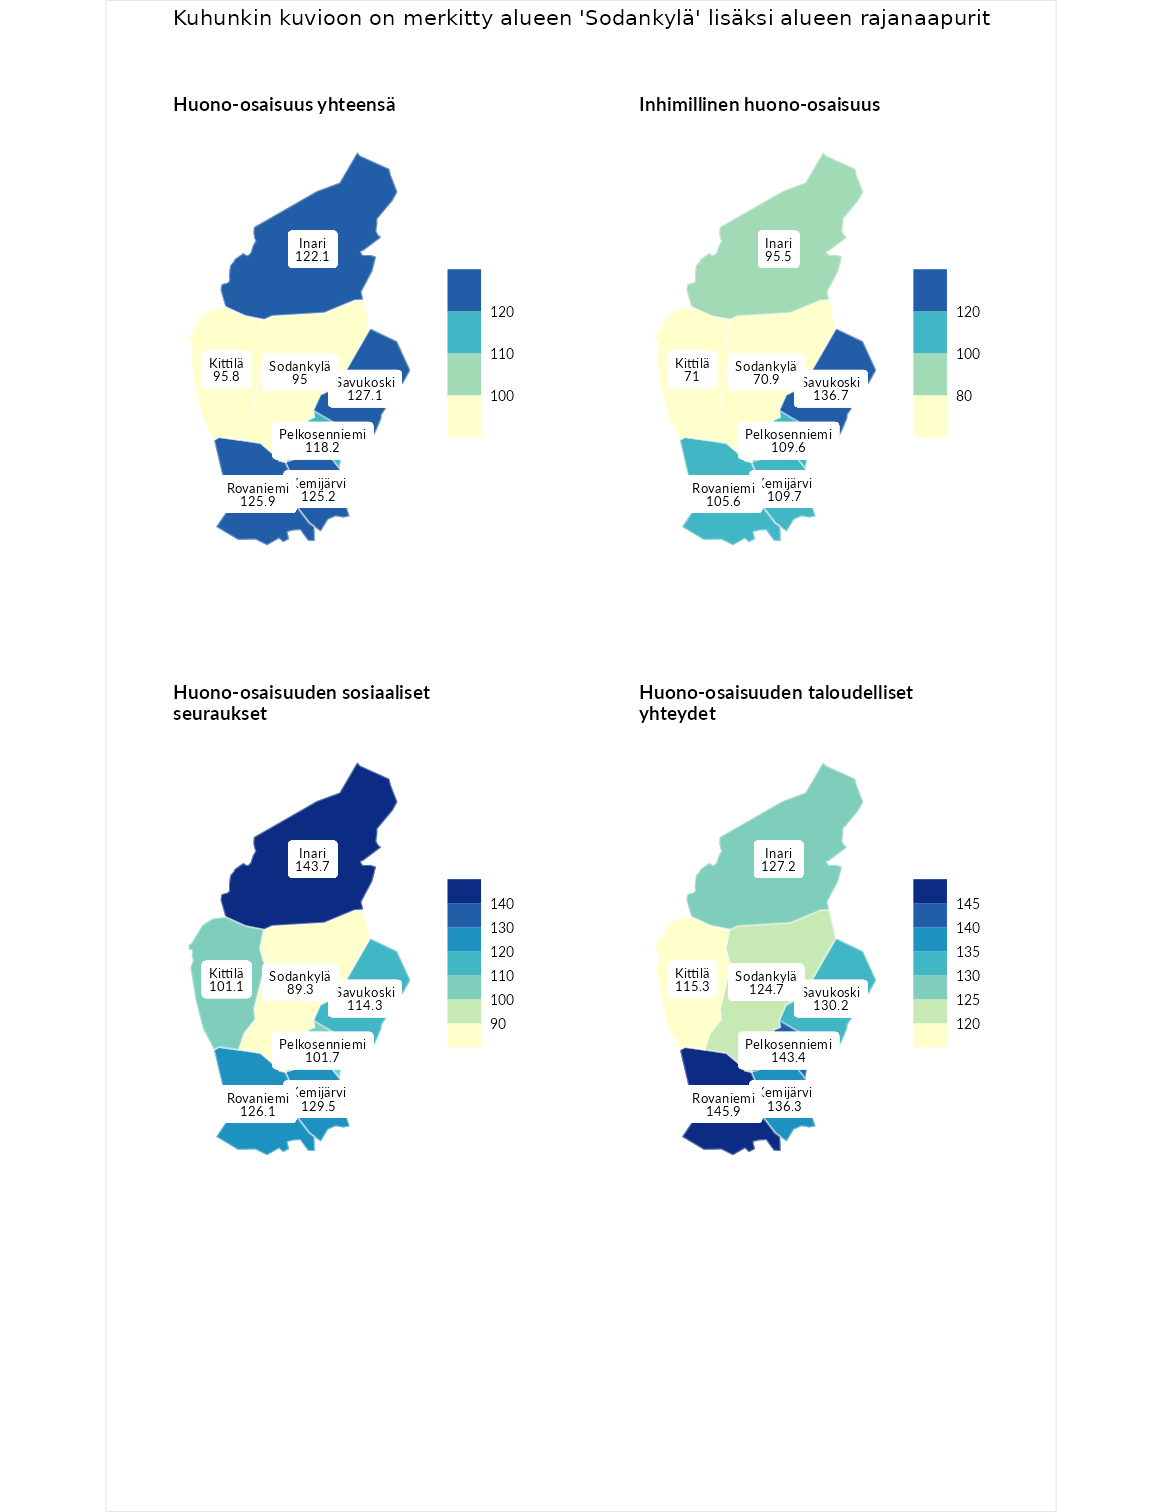 Kuhunkin kuvioon on merkitty alueen 'Sodankylä' lisäksi alueen rajanaapurit
Huono-osaisuus yhteensä
Inari
122.1
Kittilä
95.8
Sodankylä
95
Savukoski
127.1
Pelkosenniemi
118.2
Kemijärvi
125.2
Rovaniemi
125.9
120
110
100
Inhimillinen huono-osaisuus
Inari
95.5
Kittilä
71
Sodankylä
70.9
Savukoski
136.7
Pelkosenniemi
109.6
Kemijärvi
109.7
Rovaniemi
105.6
120
100
80
Huono-osaisuuden sosiaaliset
seuraukset
Inari
143.7
Kittilä
101.1
Sodankylä
89.3
Savukoski
114.3
Pelkosenniemi
101.7
Kemijärvi
129.5
Rovaniemi
126.1
140
130
120
110
100
90
Huono-osaisuuden taloudelliset
yhteydet
Inari
127.2
Kittilä
115.3
Sodankylä
124.7
Savukoski
130.2
Pelkosenniemi
143.4
Kemijärvi
136.3
Rovaniemi
145.9
145
140
135
130
125
120